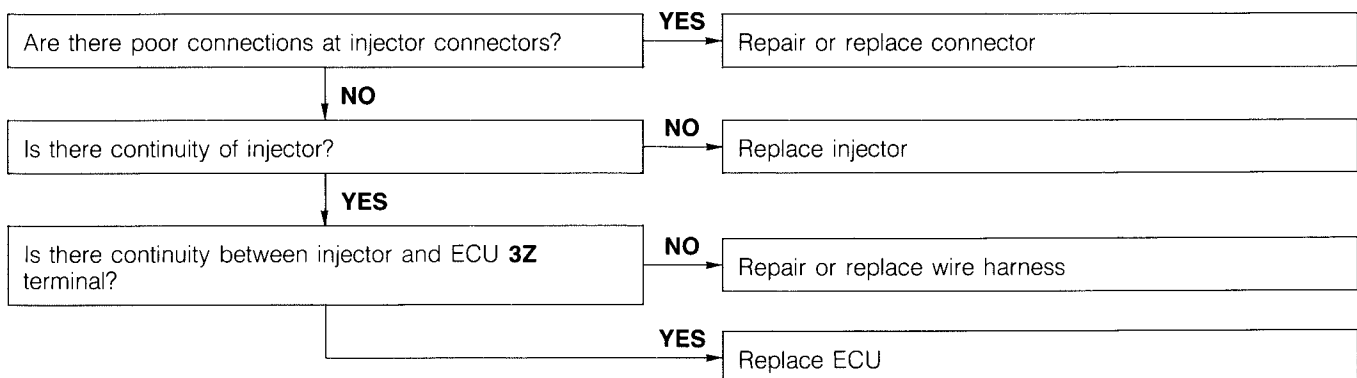 Are there poor connections at injector connectors?
YES
Repair or replace connector
NO
Is there continuity of injector?
NO
Replace injector
YES
Is there continuity between injector and ECU 3Z
terminal?
NO
Repair or replace wire harness
YES
Replace ECU